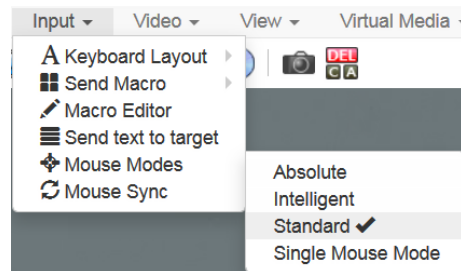 Input Video View Virtual Media
A Keyboard Layout
Send Macro
DEL
CA
Macro Editor
Send text to target
Mouse Modes
Mouse Sync
Absolute
Intelligent
Standard
Single Mouse Mode